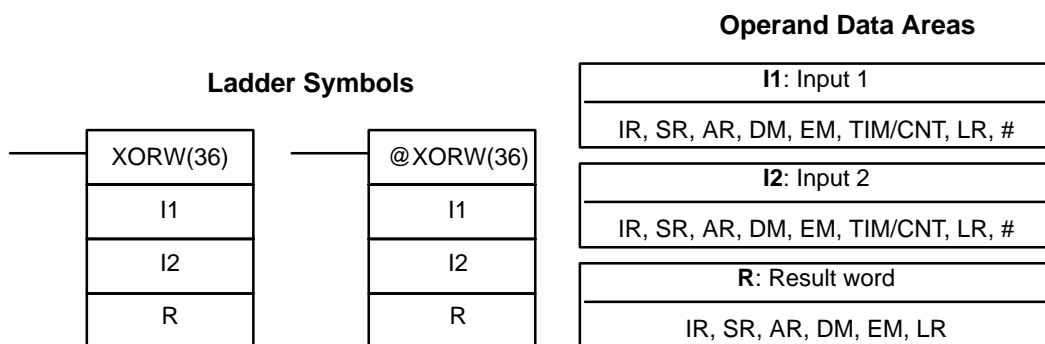 Ladder Symbols
XORW(36)
I1
I2
R
@XORW(36)
I1
I2
R
Operand Data Areas
I1: Input 1
IR, SR, AR, DM, EM, TIM/CNT, LR, #
I2: Input 2
IR, SR, AR, DM, EM, TIM/CNT, LR, #
R: Result word
IR, SR, AR, DM, EM, LR